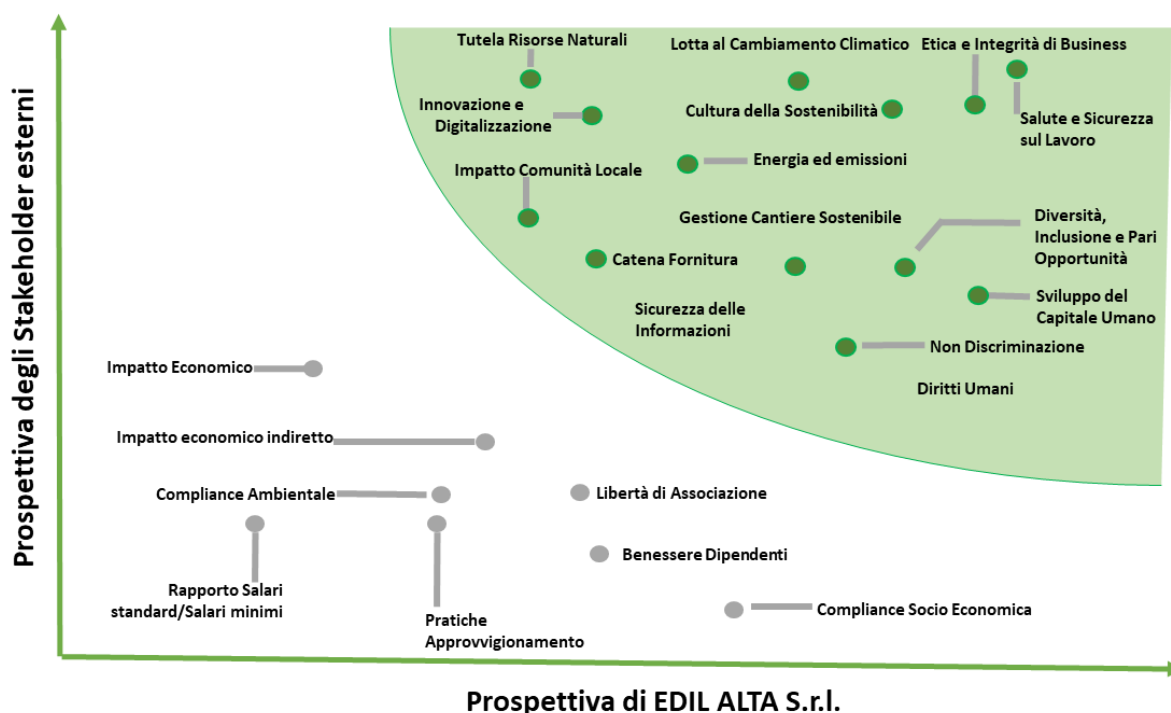 Prospettiva degli Stakeholder esterni
Tutela Risorse Naturali
Lotta al Cambiamento Climatico
Etica e Integrità di Business
Innovazione e
Digitalizzazione
Cultura della Sostenibilità
Salute e Sicurezza
sul Lavoro
Energia ed emissioni
Impatto Comunità Locale
Gestione Cantiere Sostenibile
Diversità,
Inclusione e Pari
Opportunità
Catena Fornitura
Sicurezza delle
Informazioni
Sviluppo del
Capitale Umano
Non Discriminazione
Impatto Economico
Diritti Umani
Impatto economico indiretto
Compliance Ambientale
Libertà di Associazione
Benessere Dipendenti
Rapporto Salari
standard/Salari minimi
Pratiche
Approvvigionamento
Compliance Socio Economica
Prospettiva di EDIL ALTA S.r.l.